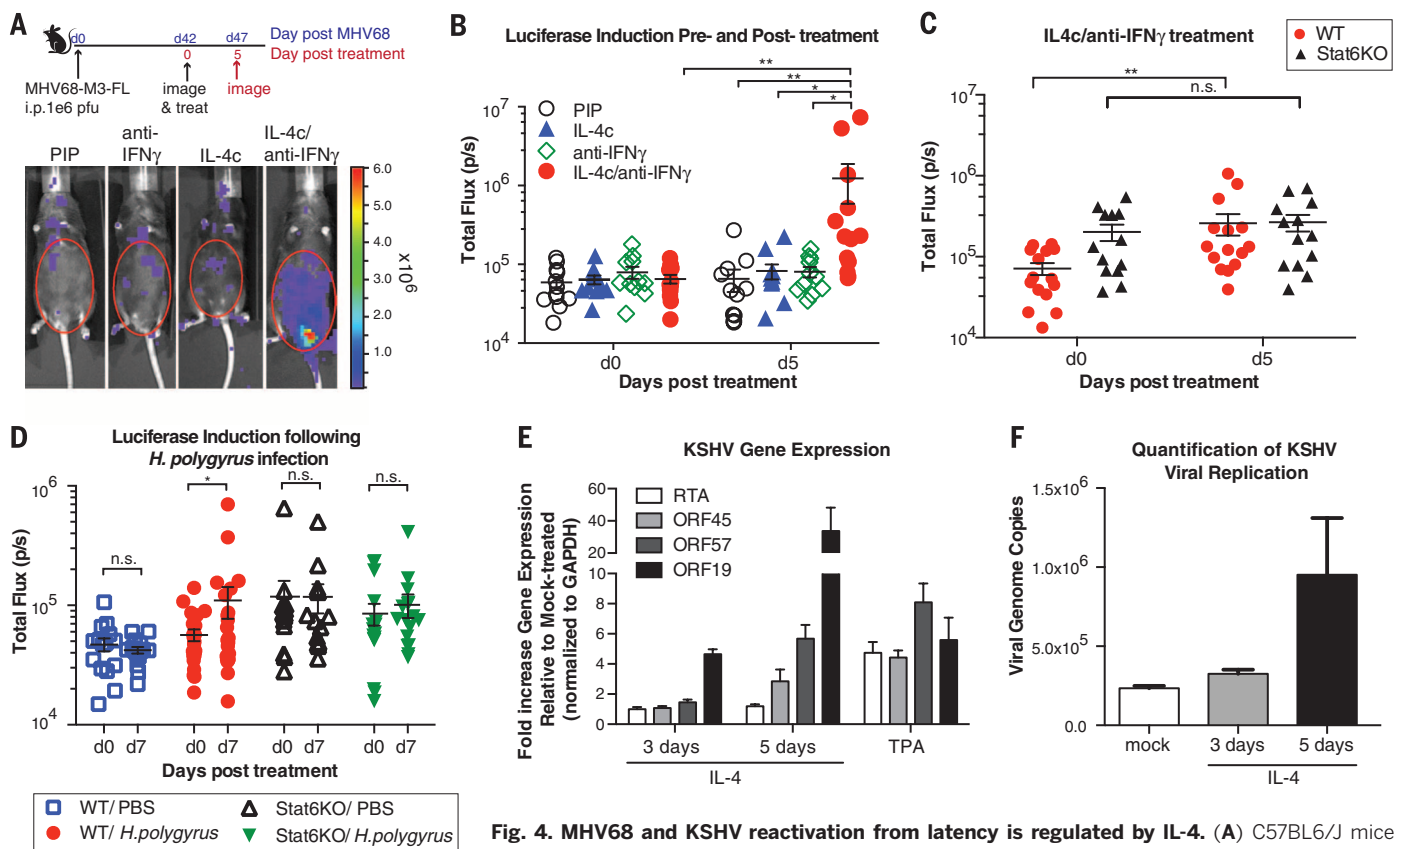 A
d0 d42 d47 Day post MHV68
0 5 Day post treatment
MHV68-M3-FL image image
i.p.1e6 pfu & treat
PIP anti-IFNγ IL-4c IL-4c/anti-IFNγ
6.0
5.0
4.0
3.0
2.0
1.0
x10⁶
B
Luciferase Induction Pre- and Post- treatment
**
**
*
*
PIP
IL-4c
anti-IFNγ
IL-4c/anti-IFNγ
Total Flux (p/s)
10⁷
10⁶
10⁵
10⁴
d0 d5
Days post treatment
C
IL4c/anti-IFNγ treatment
WT
Stat6KO
**
n.s.
Total Flux (p/s)
10⁷
10⁶
10⁵
10⁴
d0 d5
Days post treatment
D
Luciferase Induction following
H. polygyrus infection
n.s. * n.s. n.s.
Total Flux (p/s)
10⁶
10⁵
10⁴
d0 d7 d0 d7 d0 d7 d0 d7
Days post treatment
WT/ PBS Stat6KO/ PBS
WT/ H.polygyrus Stat6KO/ H.polygyrus
E
KSHV Gene Expression
Fold increase Gene Expression
Relative to Mock-treated
(normalized to GAPDH)
60
40
20
10
8
6
4
2
0
RTA
ORF45
ORF57
ORF19
3 days 5 days TPA
IL-4
F
Quantification of KSHV
Viral Replication
Viral Genome Copies
1.5x10⁶
1.0x10⁶
5.0x10⁵
0.0
mock 3 days 5 days
IL-4
Fig. 4. MHV68 and KSHV reactivation from latency is regulated by IL-4. (A) C57BL6/J mice